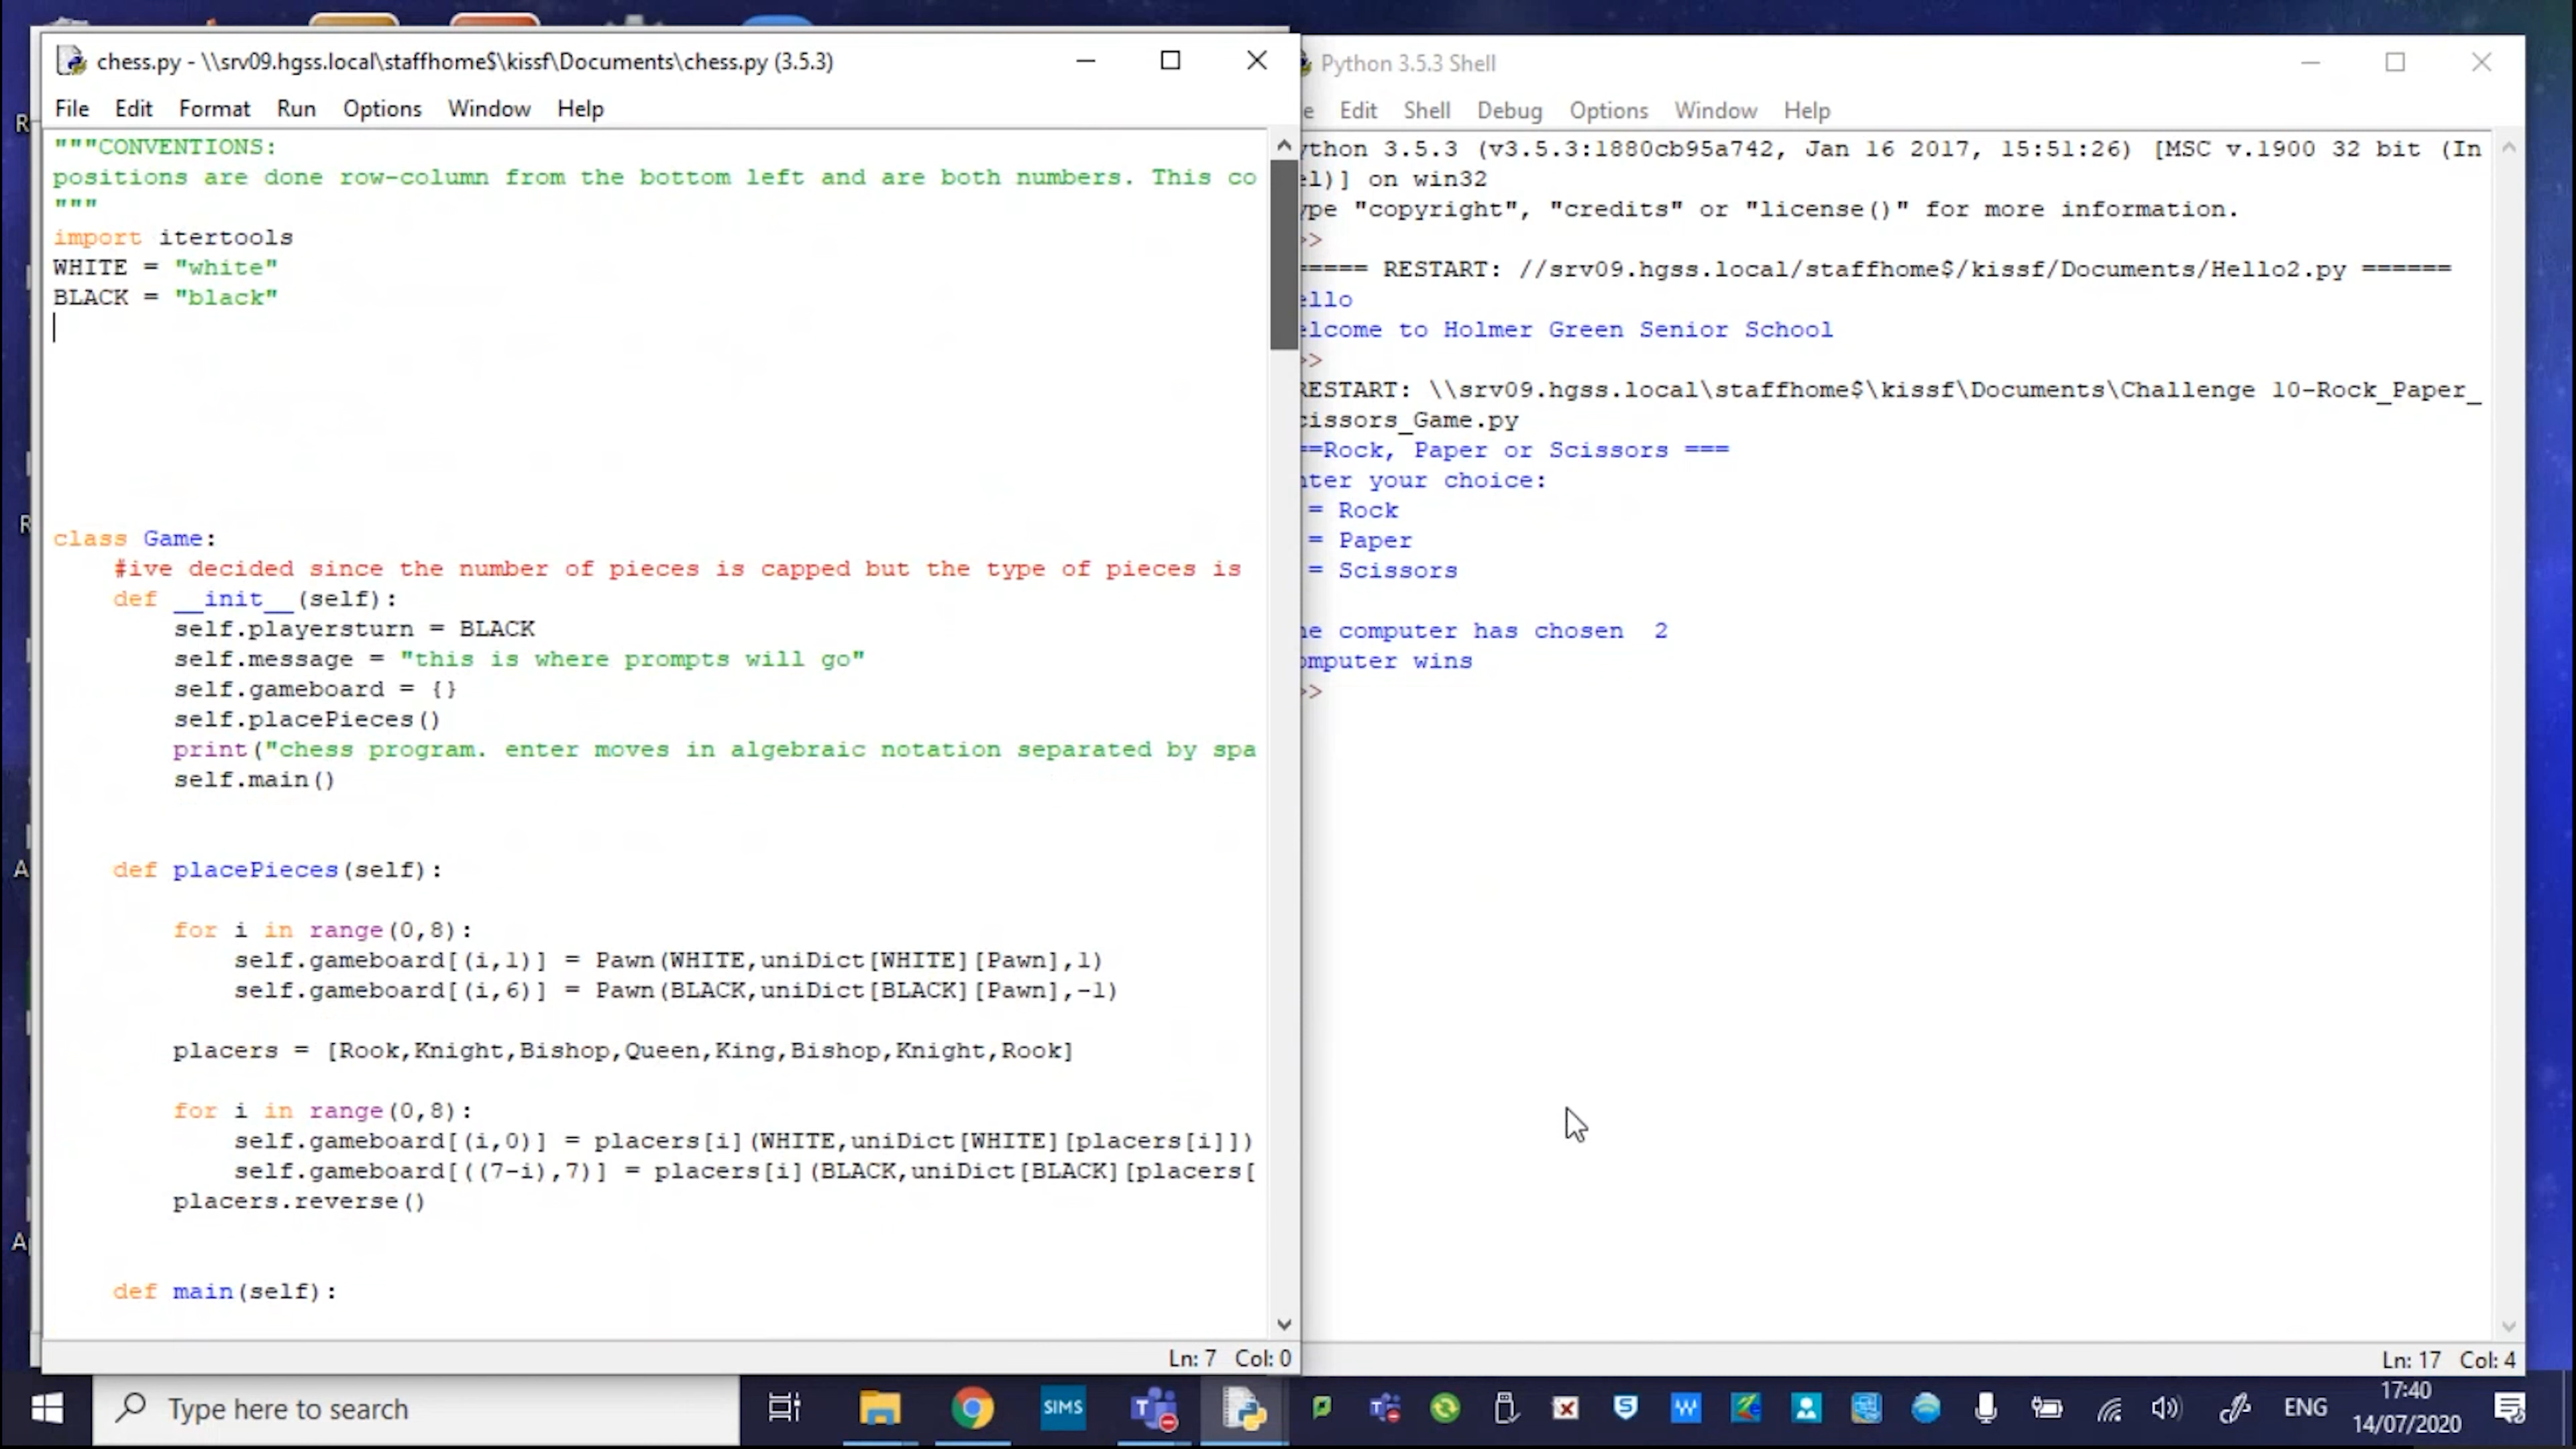 chess.py - \\srv09.hgss.local\staffhome$\kissf\Documents\chess.py (3.5.3)
File Edit Format Run Options Window Help
"""CONVENTIONS:
positions are done row-column from the bottom left and are both numbers. This co
"""
import itertools
WHITE = "white"
BLACK = "black"
class Game:
#ive decided since the number of pieces is capped but the type of pieces is
def __init__(self):
self.playersturn = BLACK
self.message = "this is where prompts will go"
self.gameboard = {}
self.placePieces()
print("chess program. enter moves in algebraic notation separated by spa
self.main()
def placePieces(self):
for i in range(0,8):
self.gameboard[(i,1)] = Pawn(WHITE,uniDict[WHITE][Pawn],1)
self.gameboard[(i,6)] = Pawn(BLACK,uniDict[BLACK][Pawn],-1)
placers = [Rook,Knight,Bishop,Queen,King,Bishop,Knight,Rook]
for i in range(0,8):
self.gameboard[(i,0)] = placers[i](WHITE,uniDict[WHITE][placers[i]])
self.gameboard[((7-i),7)] = placers[i](BLACK,uniDict[BLACK][placers[
placers.reverse()
def main(self):
Ln: 7 Col: 0
Python 3.5.3 Shell
e Edit Shell Debug Options Window Help
ython 3.5.3 (v3.5.3:1880cb95a742, Jan 16 2017, 15:51:26) [MSC v.1900 32 bit (In
el)] on win32
ype "copyright", "credits" or "license()" for more information.
>>
===== RESTART: //srv09.hgss.local/staffhome$/kissf/Documents/Hello2.py ======
ello
elcome to Holmer Green Senior School
>>
RESTART: \\srv09.hgss.local\staffhome$\kissf\Documents\Challenge 10-Rock_Paper_
cissors_Game.py
==Rock, Paper or Scissors ===
nter your choice:
= Rock
= Paper
= Scissors
he computer has chosen  2
omputer wins
>>
Ln: 17 Col: 4
Type here to search
SIMS
ENG
17:40
14/07/2020